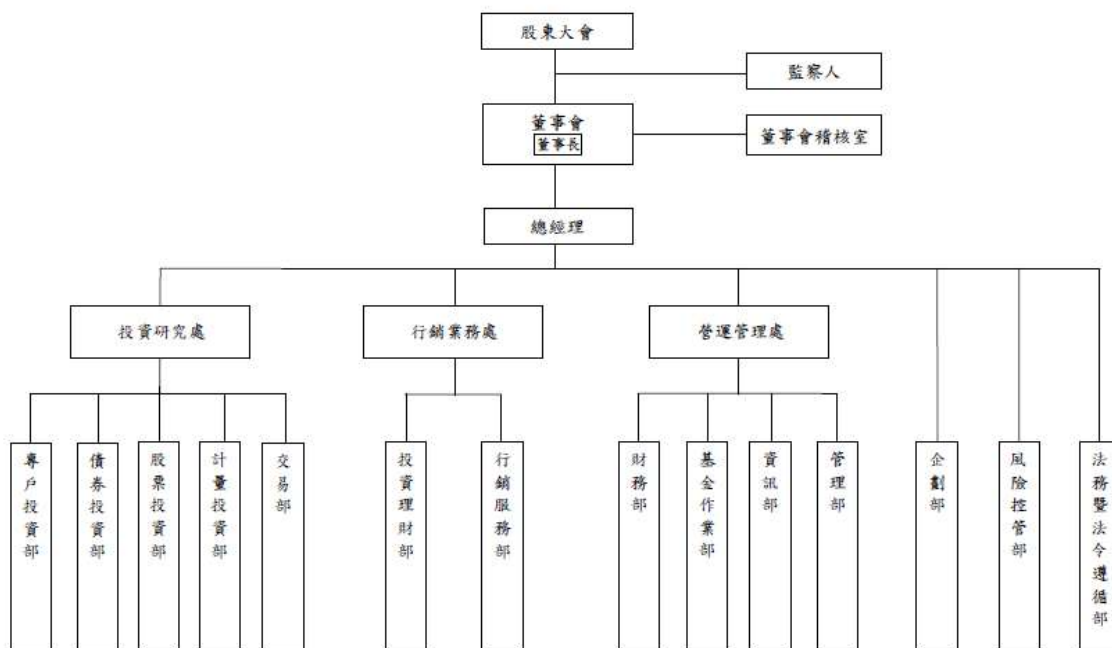 股東大會
監察人
董事會
董事長
董事會稽核室
總經理
投資研究處
行銷業務處
營運管理處
專戶投資部
債券投資部
股票投資部
計量投資部
交易部
投資理財部
行銷服務部
財務部
基金作業部
資訊部
管理部
企劃部
風險控管部
法務暨法令遵循部